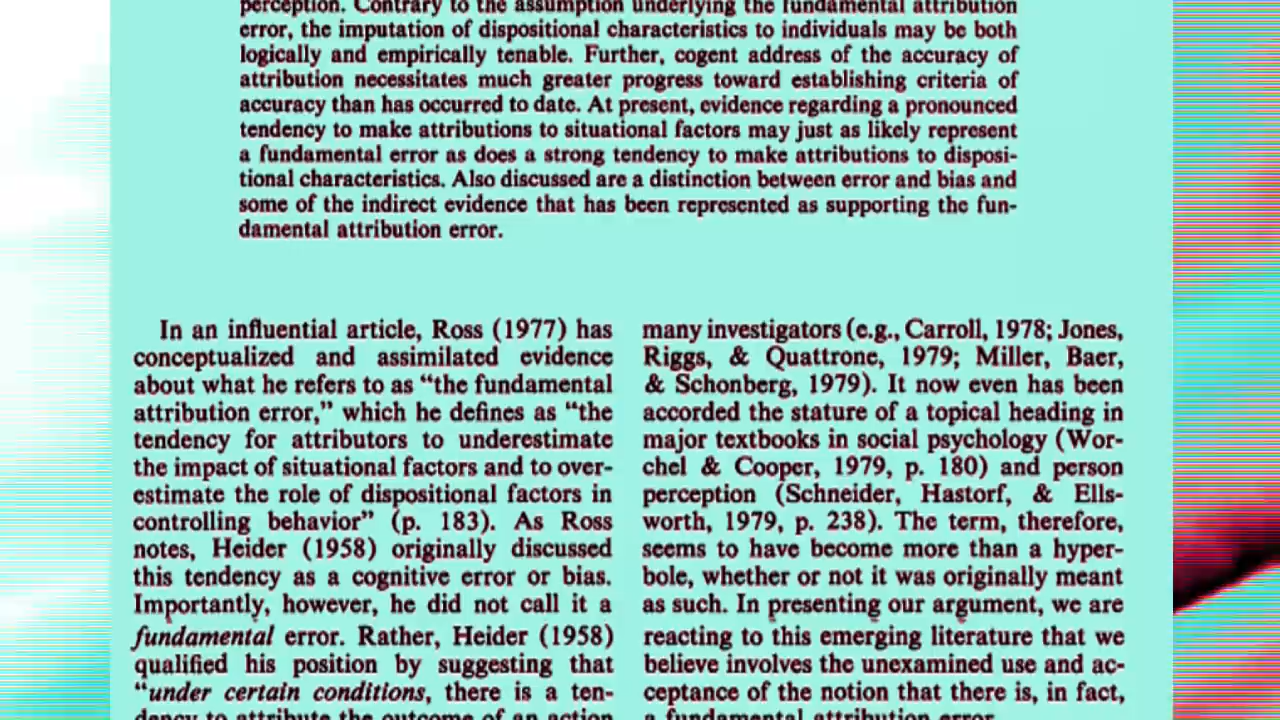 perception. Contrary to the assumption underlying the fundamental attribution
error, the imputation of dispositional characteristics to individuals may be both
logically and empirically tenable. Further, cogent address of the accuracy of
attribution necessitates much greater progress toward establishing criteria of
accuracy than has occurred to date. At present, evidence regarding a pronounced
tendency to make attributions to situational factors may just as likely represent
a fundamental error as does a strong tendency to make attributions to disposi-
tional characteristics. Also discussed are a distinction between error and bias and
some of the indirect evidence that has been represented as supporting the fun-
damental attribution error.
In an influential article, Ross (1977) has
conceptualized and assimilated evidence
about what he refers to as “the fundamental
attribution error,” which he defines as “the
tendency for attributors to underestimate
the impact of situational factors and to over-
estimate the role of dispositional factors in
controlling behavior” (p. 183). As Ross
notes, Heider (1958) originally discussed
this tendency as a cognitive error or bias.
Importantly, however, he did not call it a
fundamental error. Rather, Heider (1958)
qualified his position by suggesting that
“under certain conditions, there is a ten-
dency to attribute the outcome of an action
many investigators (e.g., Carroll, 1978; Jones,
Riggs, & Quattrone, 1979; Miller, Baer,
& Schonberg, 1979). It now even has been
accorded the stature of a topical heading in
major textbooks in social psychology (Wor-
chel & Cooper, 1979, p. 180) and person
perception (Schneider, Hastorf, & Ells-
worth, 1979, p. 238). The term, therefore,
seems to have become more than a hyper-
bole, whether or not it was originally meant
as such. In presenting our argument, we are
reacting to this emerging literature that we
believe involves the unexamined use and ac-
ceptance of the notion that there is, in fact,
a fundamental attribution error.